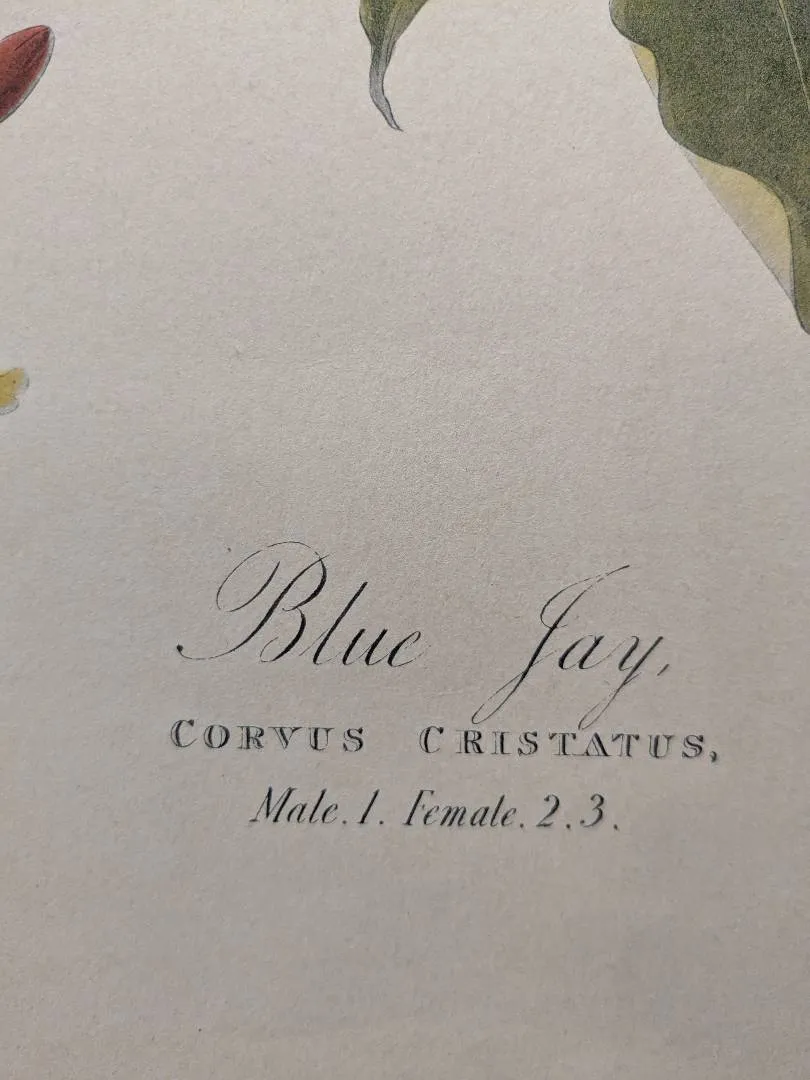 Blue Jay,
CORVUS CRISTATUS,
Male. 1. Female. 2. 3.